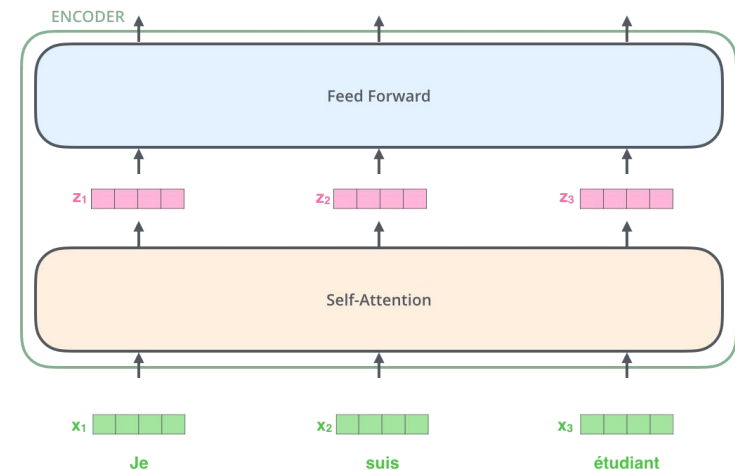 ENCODER
Feed Forward
z₁ z₂ z₃
Self-Attention
x₁ x₂ x₃
Je suis étudiant